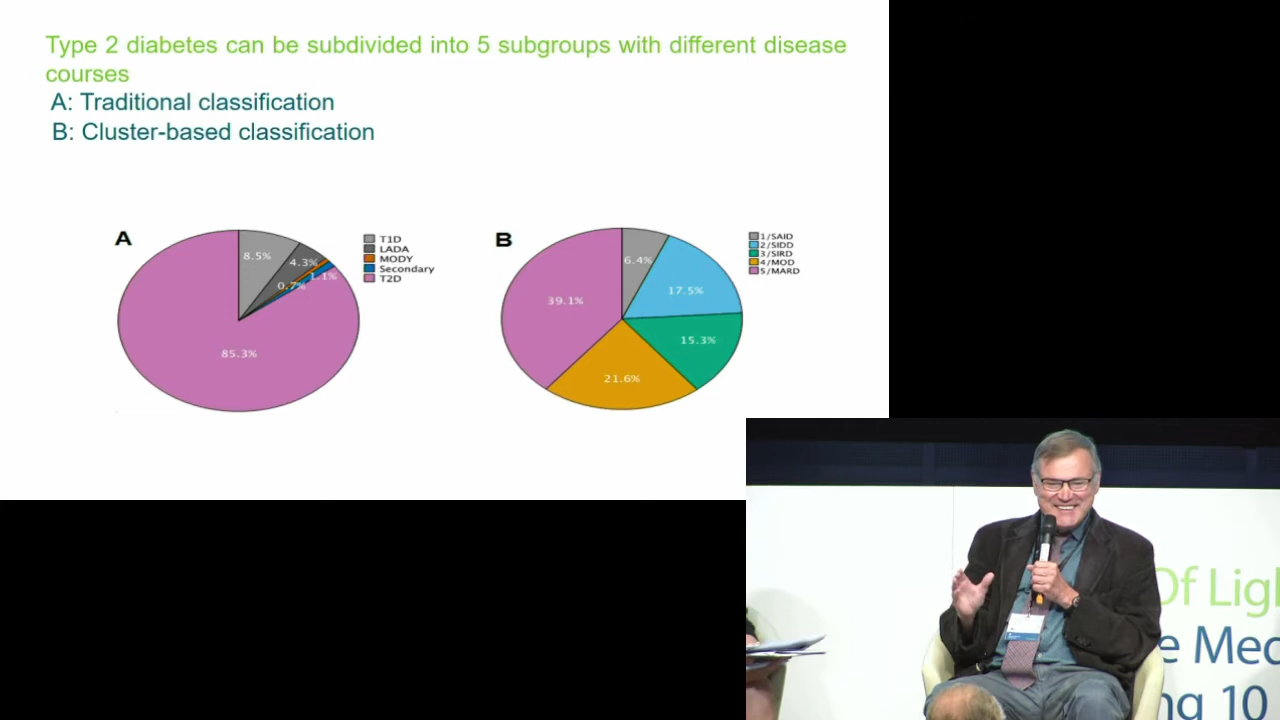 Type 2 diabetes can be subdivided into 5 subgroups with different disease
courses
A: Traditional classification
B: Cluster-based classification
A
8.5%
4.3%
1.1%
0.7%
85.3%
T1D
LADA
MODY
Secondary
T2D
B
6.4%
17.5%
39.1%
15.3%
21.6%
1/SAID
2/SIDD
3/SIRD
4/MOD
5/MARD
Of Lig
e Med
ng 10